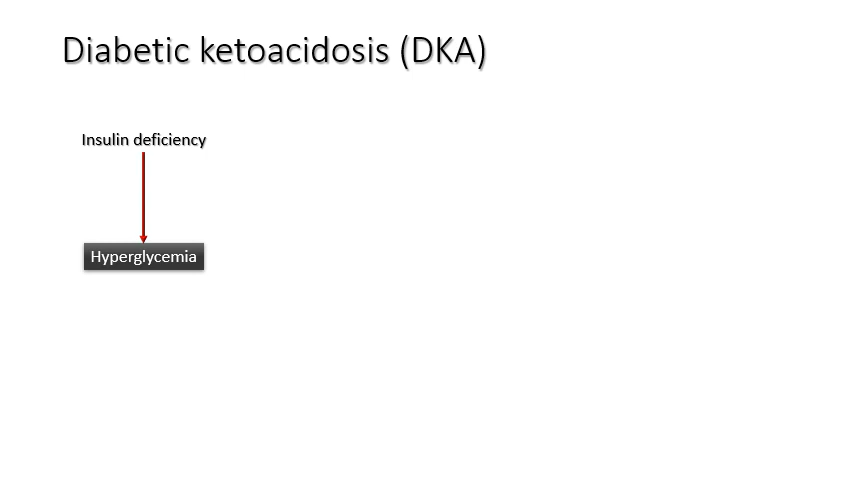 Diabetic ketoacidosis (DKA)
Insulin deficiency
Hyperglycemia